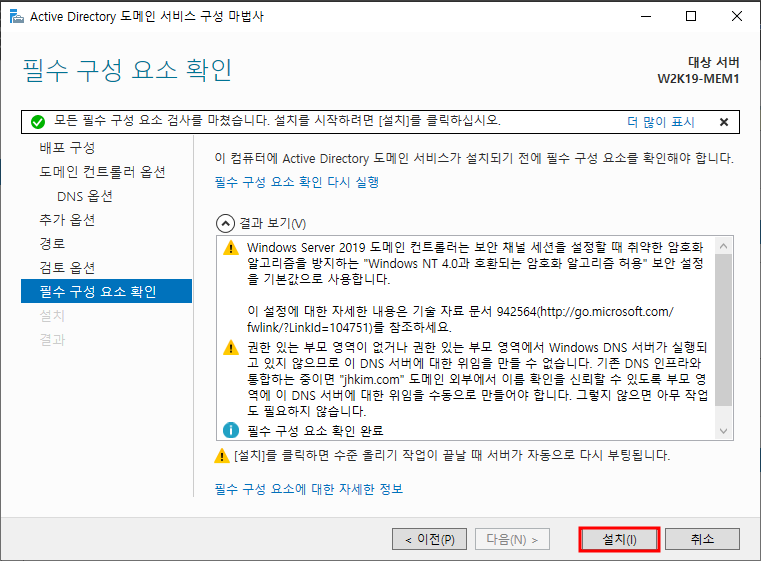 Active Directory 도메인 서비스 구성 마법사
필수 구성 요소 확인
대상 서버
W2K19-MEM1
모든 필수 구성 요소 검사를 마쳤습니다. 설치를 시작하려면 [설치]를 클릭하십시오.
더 많이 표시
배포 구성
도메인 컨트롤러 옵션
DNS 옵션
추가 옵션
경로
검토 옵션
필수 구성 요소 확인
설치
결과
이 컴퓨터에 Active Directory 도메인 서비스가 설치되기 전에 필수 구성 요소를 확인해야 합니다.
필수 구성 요소 확인 다시 실행
결과 보기(V)
Windows Server 2019 도메인 컨트롤러는 보안 채널 세션을 설정할 때 취약한 암호화
알고리즘을 방지하는 "Windows NT 4.0과 호환되는 암호화 알고리즘 허용" 보안 설정
을 기본값으로 사용합니다.
이 설정에 대한 자세한 내용은 기술 자료 문서 942564(http://go.microsoft.com/
fwlink/?LinkId=104751)를 참조하세요.
권한 있는 부모 영역이 없거나 권한 있는 부모 영역에서 Windows DNS 서버가 실행되
고 있지 않으므로 이 DNS 서버에 대한 위임을 만들 수 없습니다. 기존 DNS 인프라와
통합하는 중이면 "jhkim.com" 도메인 외부에서 이름 확인을 신뢰할 수 있도록 부모 영
역에 이 DNS 서버에 대한 위임을 수동으로 만들어야 합니다. 그렇지 않으면 아무 작업
도 필요하지 않습니다.
필수 구성 요소 확인 완료
[설치]를 클릭하면 수준 올리기 작업이 끝날 때 서버가 자동으로 다시 부팅됩니다.
필수 구성 요소에 대한 자세한 정보
< 이전(P)
다음(N) >
설치(I)
취소